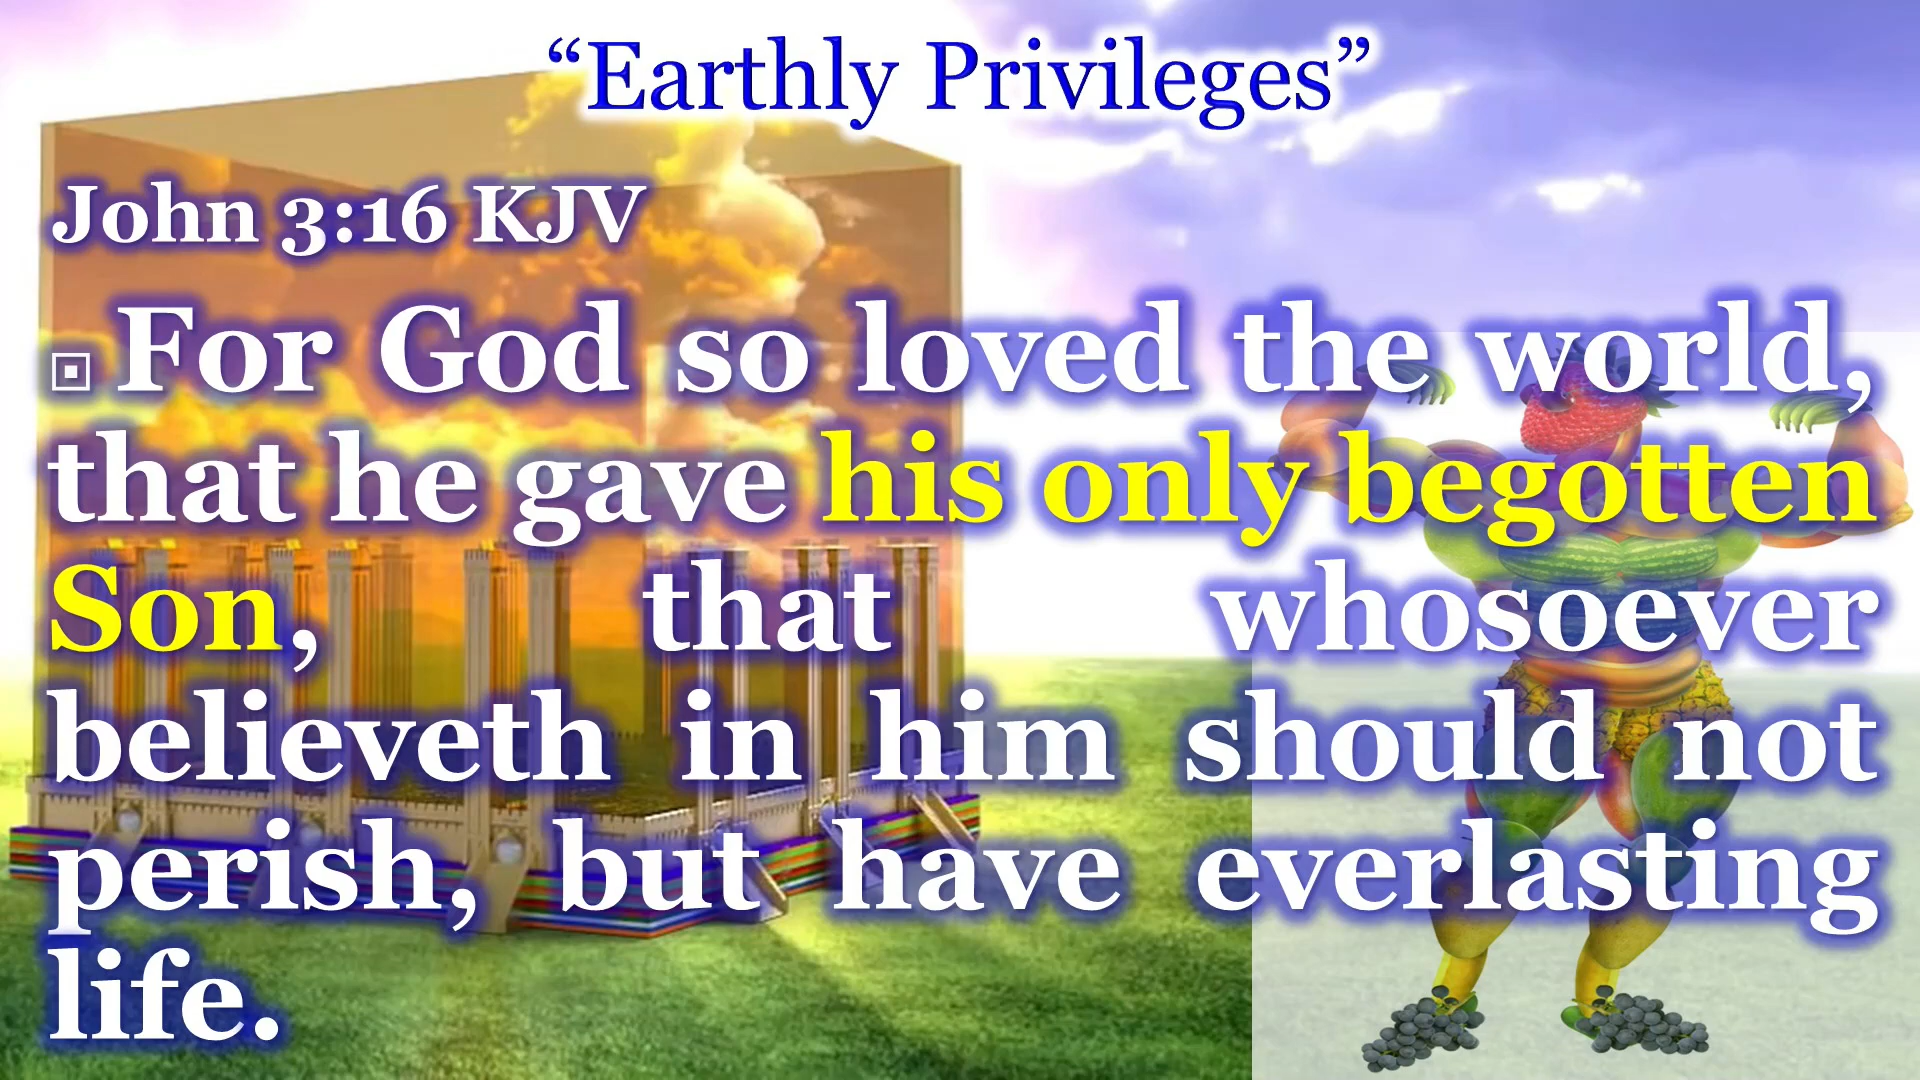 “Earthly Privileges”
John 3:16 KJV
For God so loved the world,
that he gave his only begotten
Son, that whosoever
believeth in him should not
perish, but have everlasting
life.